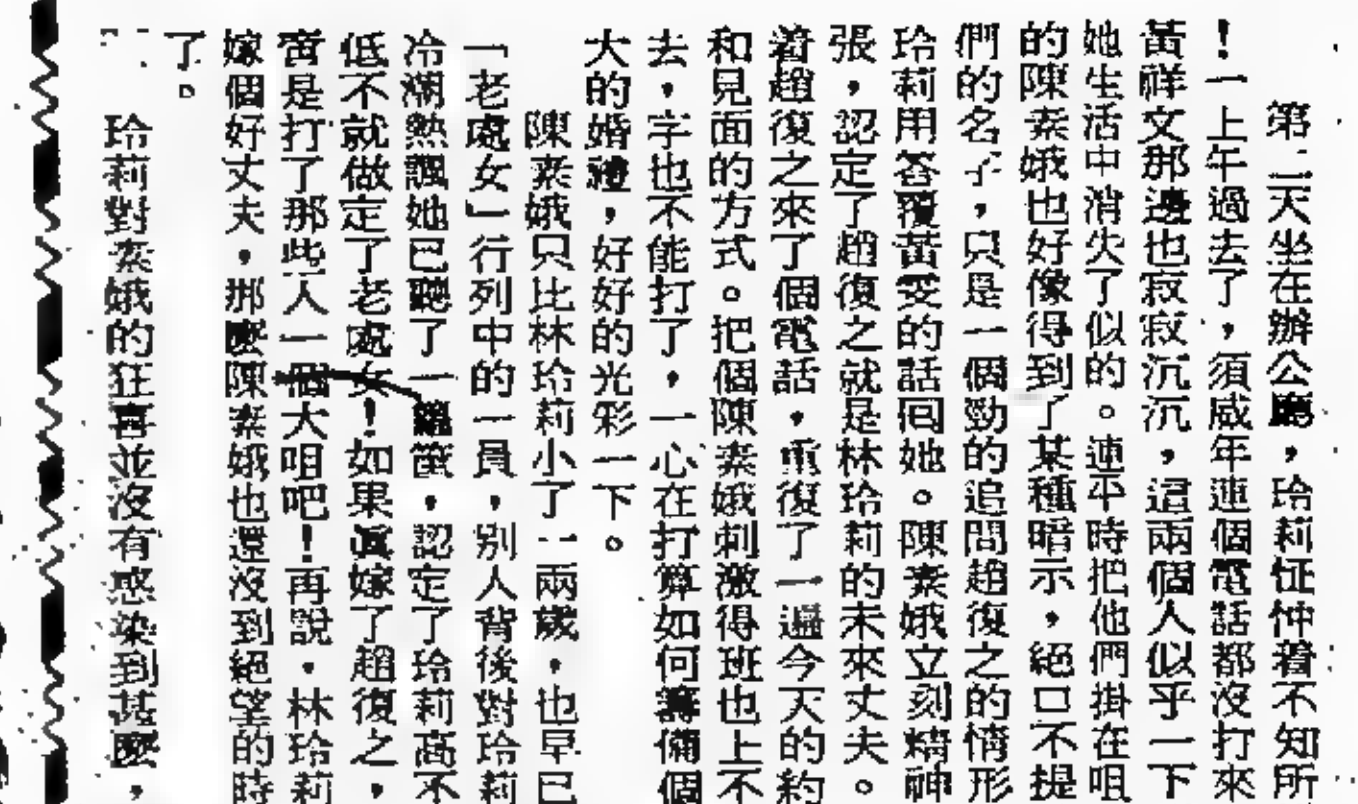 第二天坐在辦公廳，玲莉怔忡着不知所
！一上午過去了，須咸年連個電話都沒打來
黃祥文那邊也寂寂沉沉，這兩個人似乎一下
她生活中消失了似的。連平時把他們掛在咀
的陳素娥也好像得到了某種暗示，絕口不提
們的名子，只是一個勁的追問趙復之的情形
玲莉用答覆黃雯的話囘她。陳素娥立刻精神
張，認定了趙復之就是林玲莉的未來丈夫。
着趙復之來了個電話，重復了一遍今天的約
和見面的方式。把個陳素娥刺激得班也上不
去，字也不能打了，一心在打算如何籌備個
大的婚禮，好好的光彩一下。
陳素娥只比林玲莉小了一兩歲，也早已
「老處女」行列中的一員，別人背後對玲莉
冷潮熱諷她已聽了一籮筐，認定了玲莉高不
低不就做定了老處女！如果眞嫁了趙復之，
眞是打了那些人一個大咀吧！再說，林玲莉
嫁個好丈夫，那麼陳素娥也還沒到絕望的時
了。
玲莉對素娥的狂喜並沒有感染到甚麼，